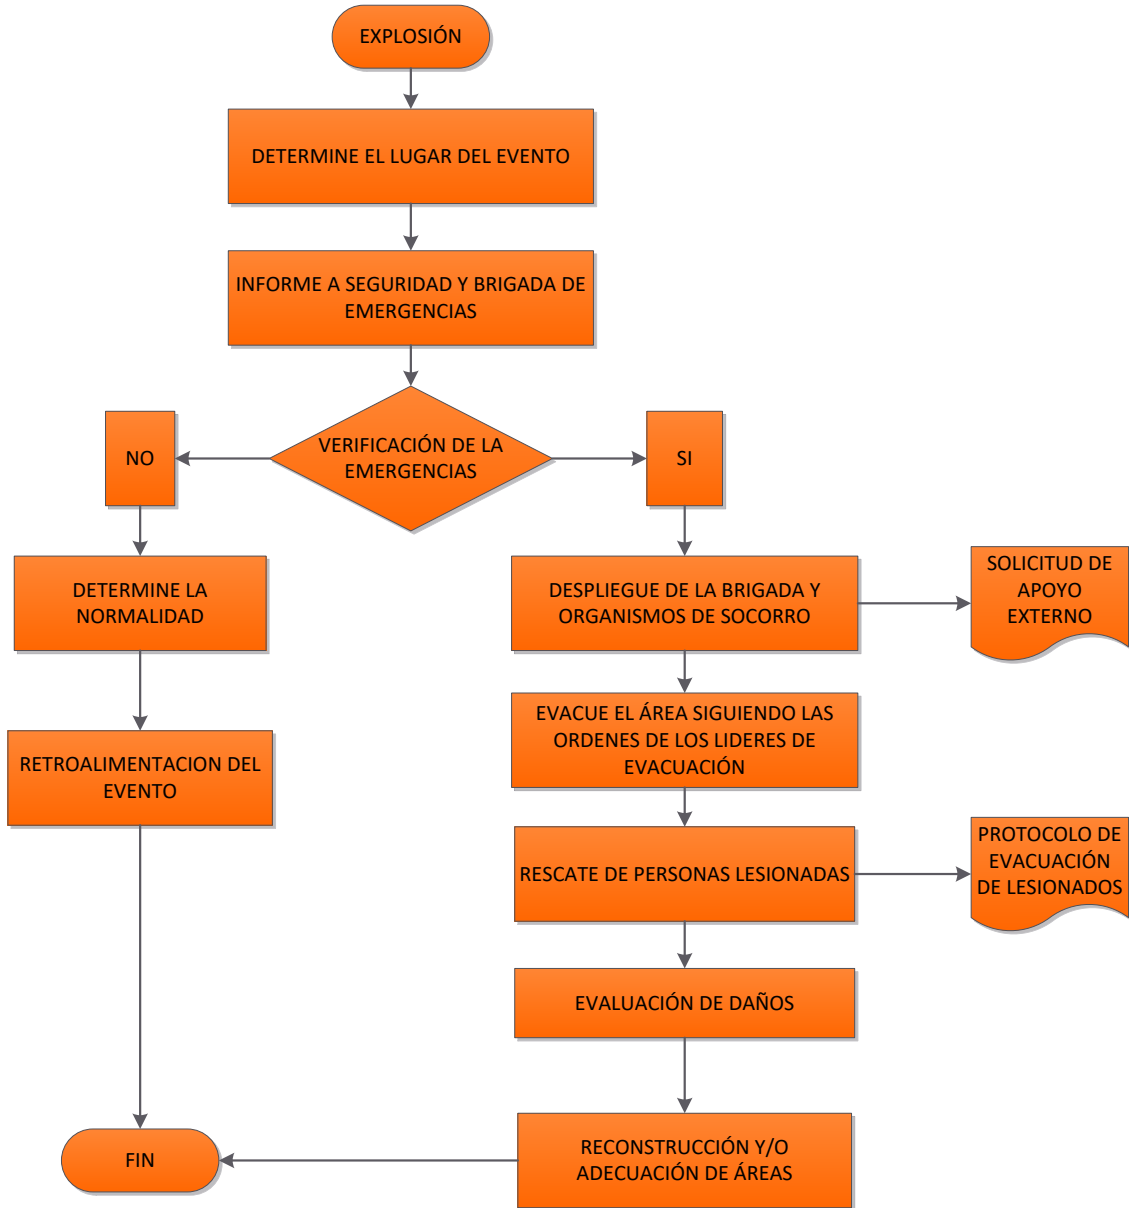 EXPLOSIÓN
DETERMINE EL LUGAR DEL EVENTO
INFORME A SEGURIDAD Y BRIGADA DE
EMERGENCIAS
VERIFICACIÓN DE LA
EMERGENCIAS
NO
SI
DETERMINE LA
NORMALIDAD
DESPLIEGUE DE LA BRIGADA Y
ORGANISMOS DE SOCORRO
SOLICITUD DE
APOYO
EXTERNO
EVACUE EL ÁREA SIGUIENDO LAS
ORDENES DE LOS LIDERES DE
EVACUACIÓN
RETROALIMENTACION DEL
EVENTO
RESCATE DE PERSONAS LESIONADAS
PROTOCOLO DE
EVACUACIÓN
DE LESIONADOS
EVALUACIÓN DE DAÑOS
RECONSTRUCCIÓN Y/O
ADECUACIÓN DE ÁREAS
FIN